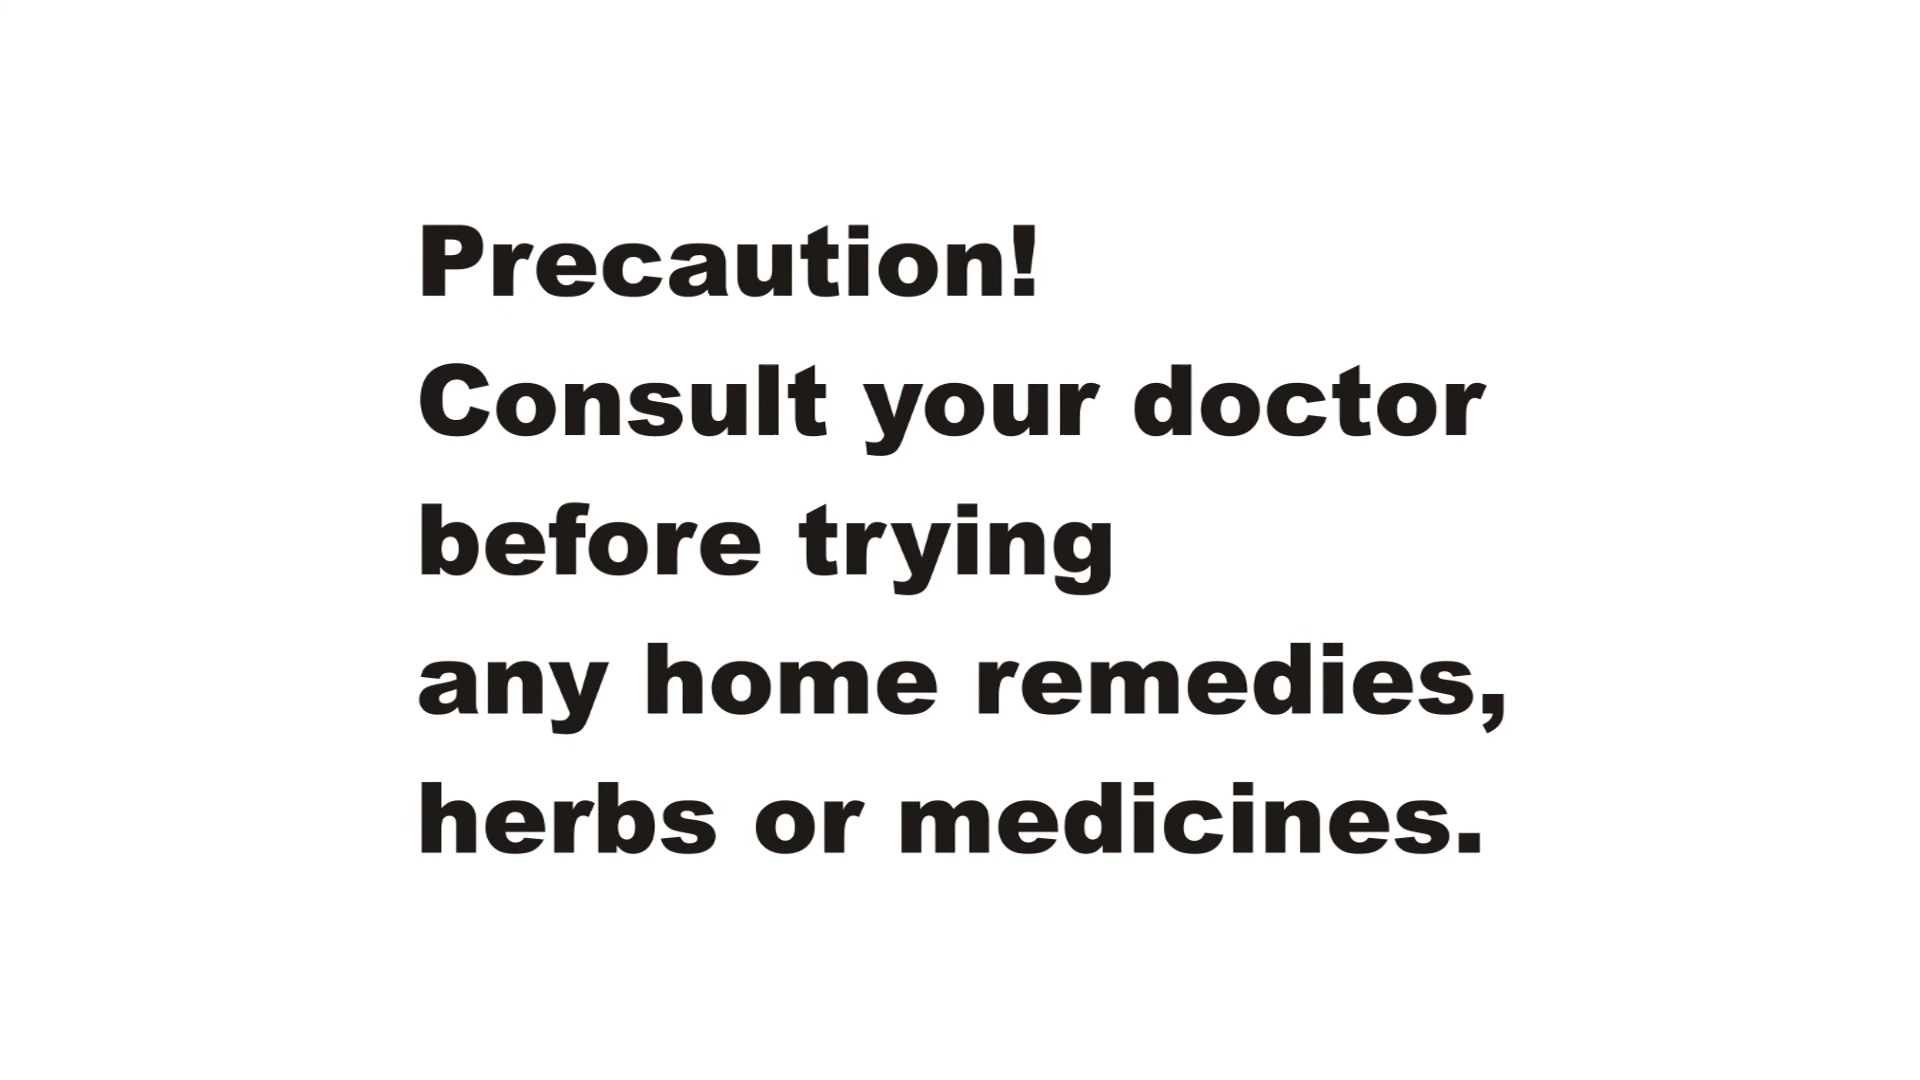 Precaution!
Consult your doctor
before trying
any home remedies,
herbs or medicines.